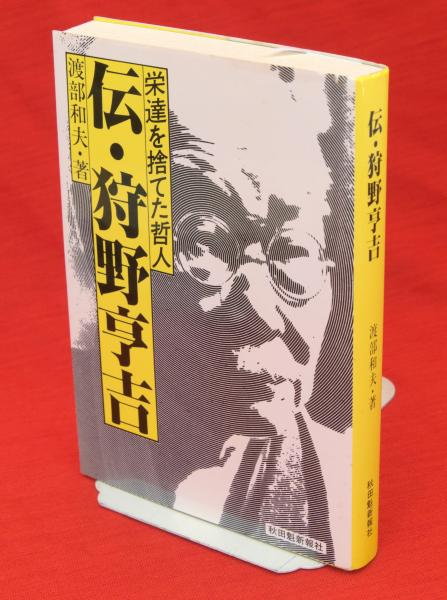 栄達を捨てた哲人
伝・狩野亨吉
渡部和夫・著
秋田魁新報社
伝・狩野亨吉
渡部和夫・著
秋田魁新報社